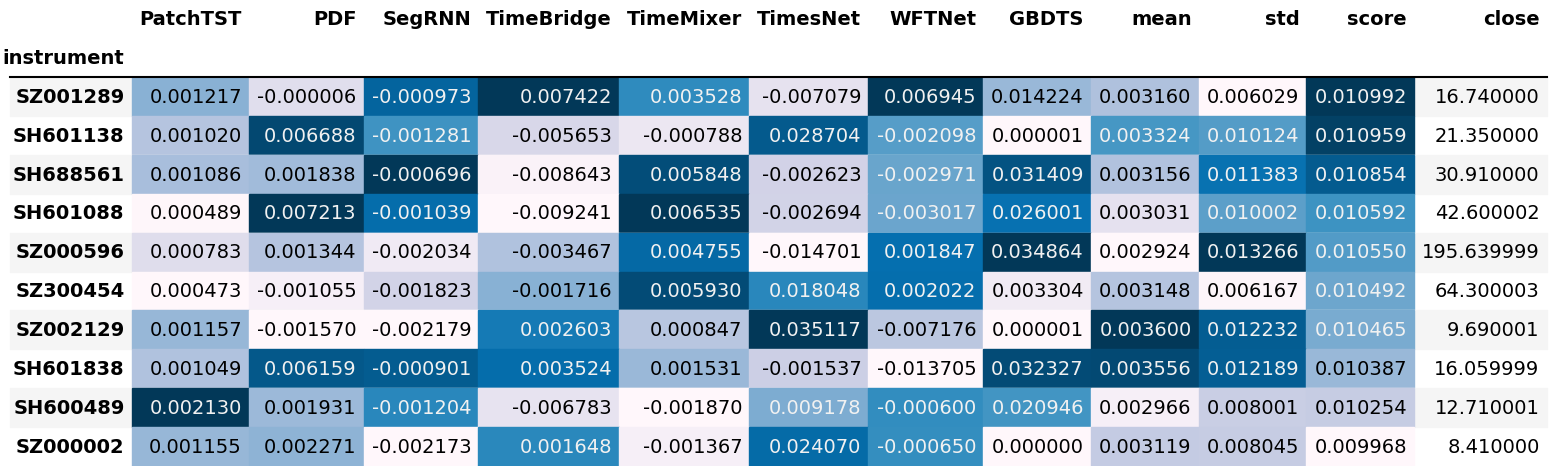 PatchTST PDF SegRNN TimeBridge TimeMixer TimesNet WFTNet GBDTS mean std score close
instrument
SZ001289 0.001217 -0.000006 -0.000973 0.007422 0.003528 -0.007079 0.006945 0.014224 0.003160 0.006029 0.010992 16.740000
SH601138 0.001020 0.006688 -0.001281 -0.005653 -0.000788 0.028704 -0.002098 0.000001 0.003324 0.010124 0.010959 21.350000
SH688561 0.001086 0.001838 -0.000696 -0.008643 0.005848 -0.002623 -0.002971 0.031409 0.003156 0.011383 0.010854 30.910000
SH601088 0.000489 0.007213 -0.001039 -0.009241 0.006535 -0.002694 -0.003017 0.026001 0.003031 0.010002 0.010592 42.600002
SZ000596 0.000783 0.001344 -0.002034 -0.003467 0.004755 -0.014701 0.001847 0.034864 0.002924 0.013266 0.010550 195.639999
SZ300454 0.000473 -0.001055 -0.001823 -0.001716 0.005930 0.018048 0.002022 0.003304 0.003148 0.006167 0.010492 64.300003
SZ002129 0.001157 -0.001570 -0.002179 0.002603 0.000847 0.035117 -0.007176 0.000001 0.003600 0.012232 0.010465 9.690001
SH601838 0.001049 0.006159 -0.000901 0.003524 0.001531 -0.001537 -0.013705 0.032327 0.003556 0.012189 0.010387 16.059999
SH600489 0.002130 0.001931 -0.001204 -0.006783 -0.001870 0.009178 -0.000600 0.020946 0.002966 0.008001 0.010254 12.710001
SZ000002 0.001155 0.002271 -0.002173 0.001648 -0.001367 0.024070 -0.000650 0.000000 0.003119 0.008045 0.009968 8.410000